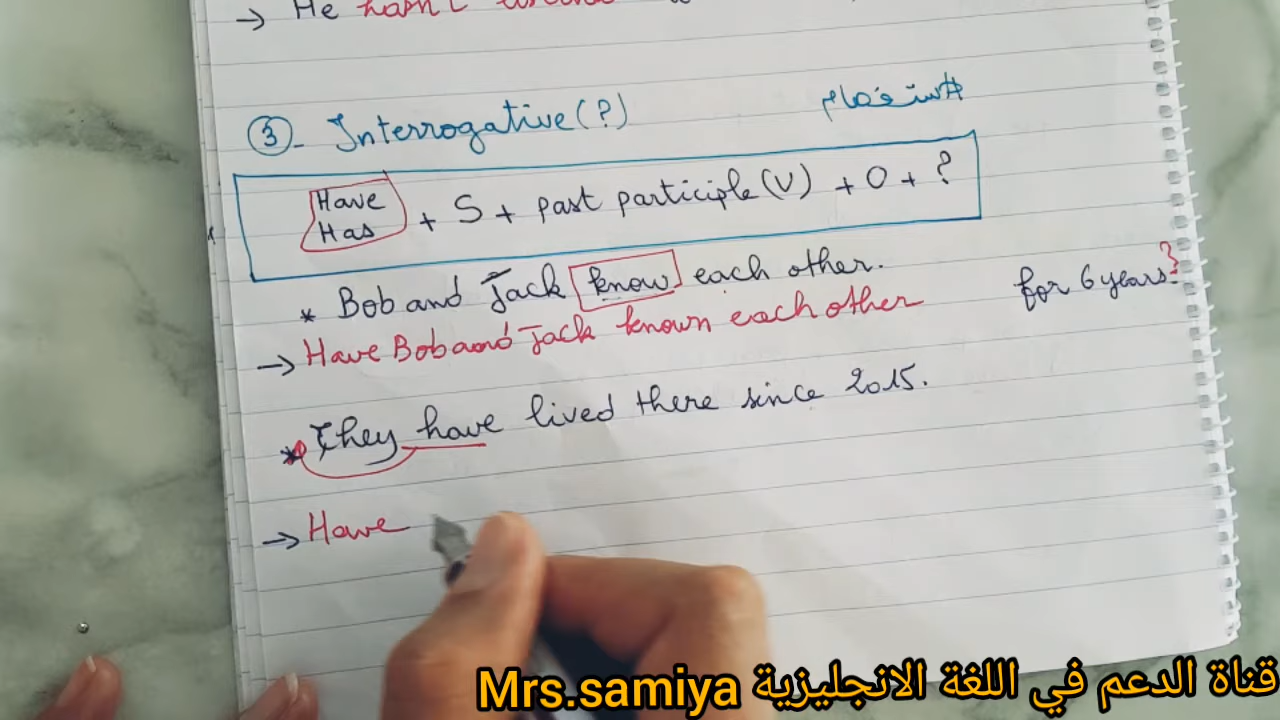 → He hasn't
③- Interrogative (?) الاستفهام
Have
Has + S + past participle (V) + O + ?
* Bob and Jack know each other. for 6 years?
→ Have Bob and Jack known each other
* They have lived there since 2015.
→ Have
Mrs.samiya قناة الدعم في اللغة الانجليزية